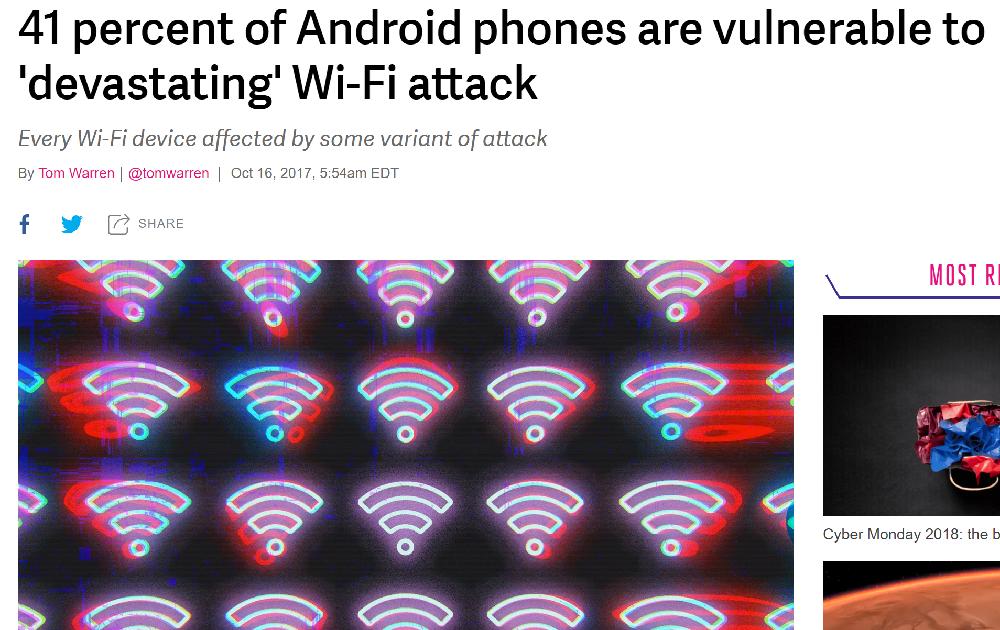 41 percent of Android phones are vulnerable to
'devastating' Wi-Fi attack
Every Wi-Fi device affected by some variant of attack
By Tom Warren | @tomwarren | Oct 16, 2017, 5:54am EDT
SHARE
MOST
Cyber Monday 2018: the